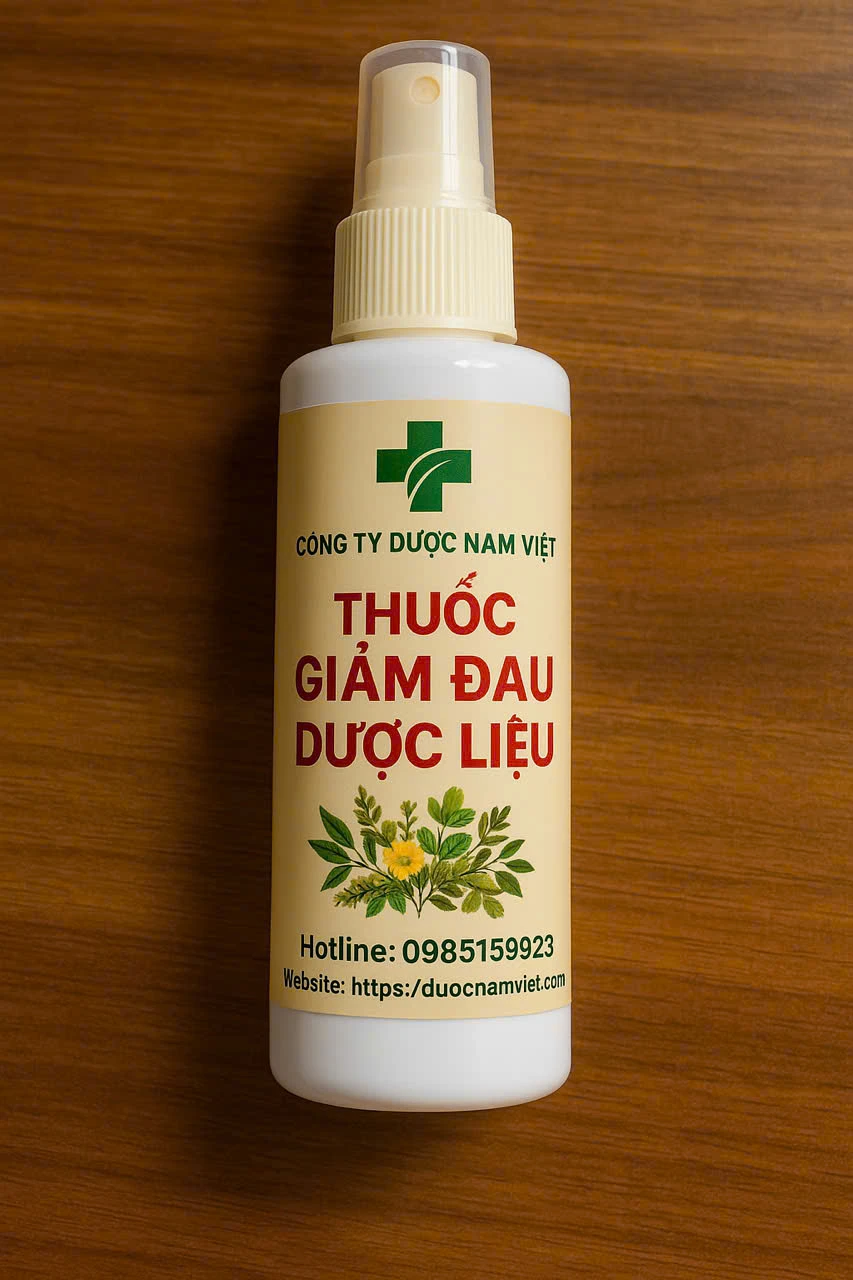 CÔNG TY DƯỢC NAM VIỆT
THUỐC
GIẢM ĐAU
DƯỢC LIỆU
Hotline: 0985159923
Website: https:/duocnamviet.com